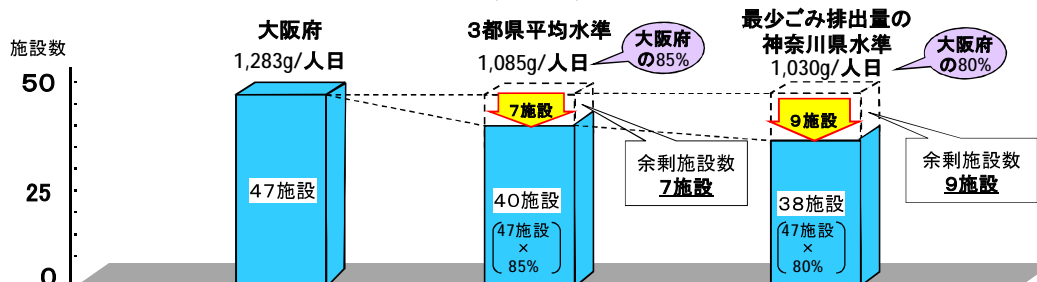 施設数
50
25
0
大阪府
1,283g/人日
47施設
3都県平均水準
1,085g/人日
大阪府
の85%
7施設
40施設
47施設
×
85%
余剰施設数
7施設
最少ごみ排出量の
神奈川県水準
1,030g/人日
大阪府
の80%
9施設
38施設
47施設
×
80%
余剰施設数
9施設